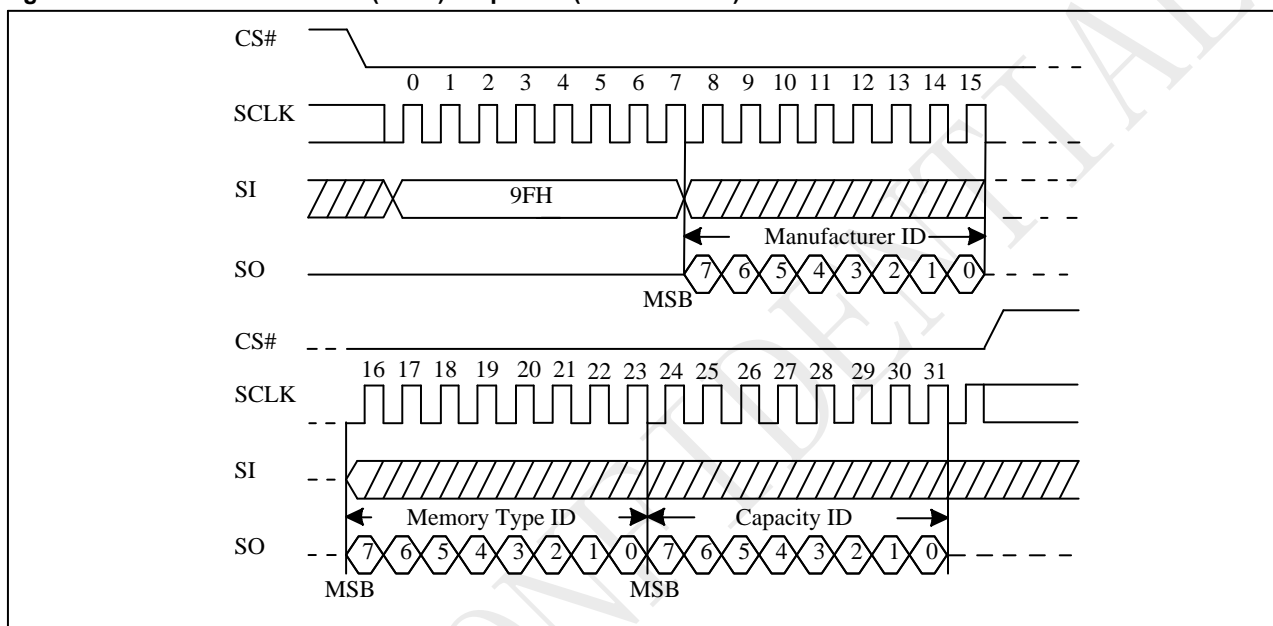 CS#
0 1 2 3 4 5 6 7 8 9 10 11 12 13 14 15
SCLK
SI 9FH
Manufacturer ID
SO 7 6 5 4 3 2 1 0
MSB
CS#
16 17 18 19 20 21 22 23 24 25 26 27 28 29 30 31
SCLK
SI
Memory Type ID Capacity ID
SO 7 6 5 4 3 2 1 0 7 6 5 4 3 2 1 0
MSB MSB